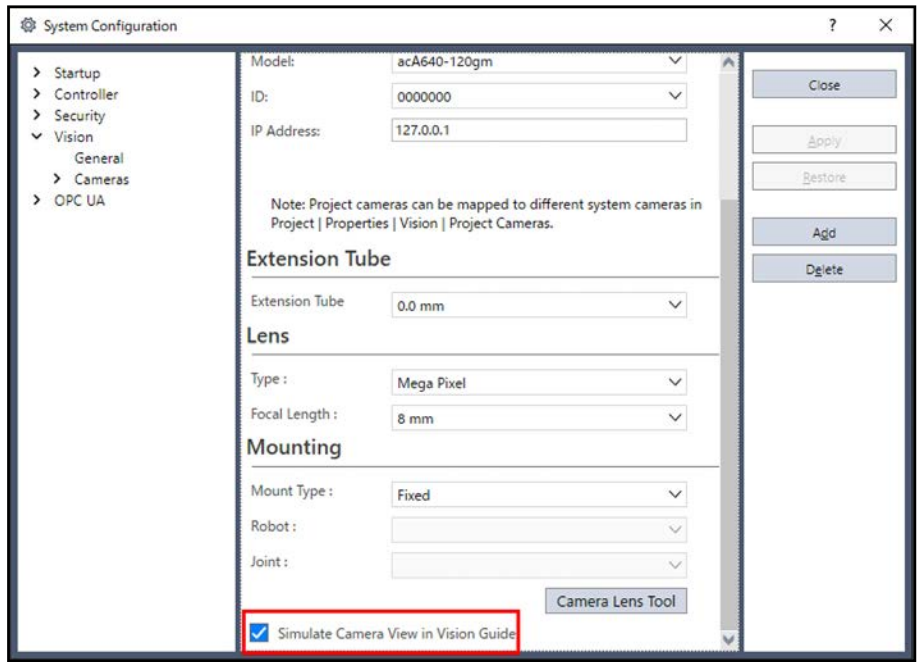 System Configuration
?
Startup
Controller
Security
Vision
General
Cameras
OPC UA
Model: acA640-120gm
ID: 0000000
IP Address: 127.0.0.1
Note: Project cameras can be mapped to different system cameras in
Project | Properties | Vision | Project Cameras.
Extension Tube
Extension Tube 0.0 mm
Lens
Type : Mega Pixel
Focal Length : 8 mm
Mounting
Mount Type : Fixed
Robot :
Joint :
Camera Lens Tool
Simulate Camera View in Vision Guide
Close
Apply
Restore
Add
Delete